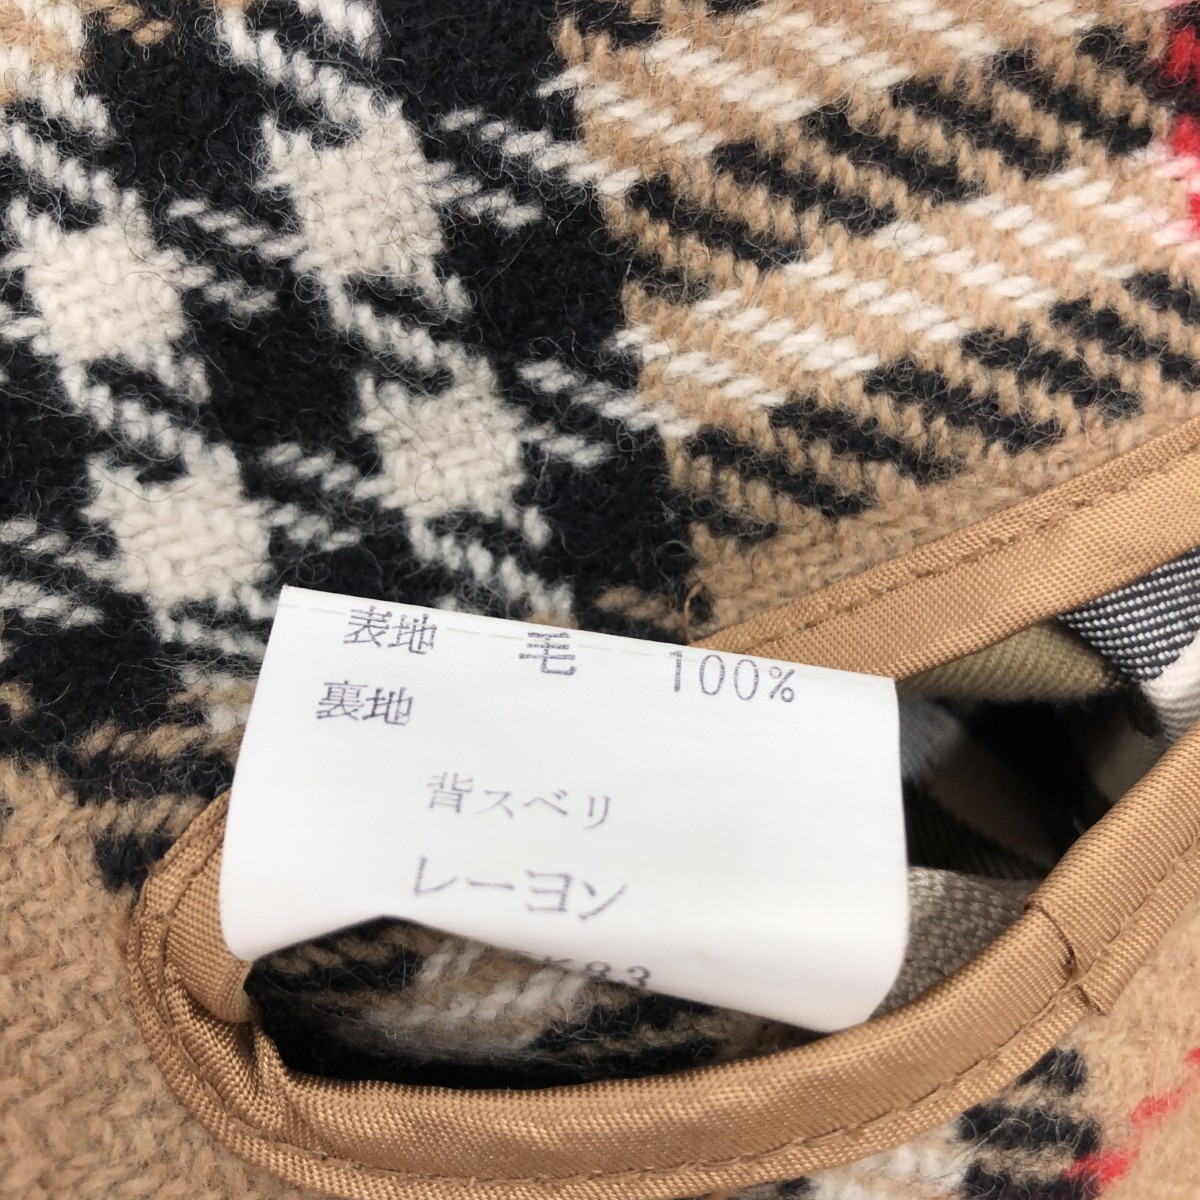 表地 毛 100%
裏地
背スベリ
レーヨン